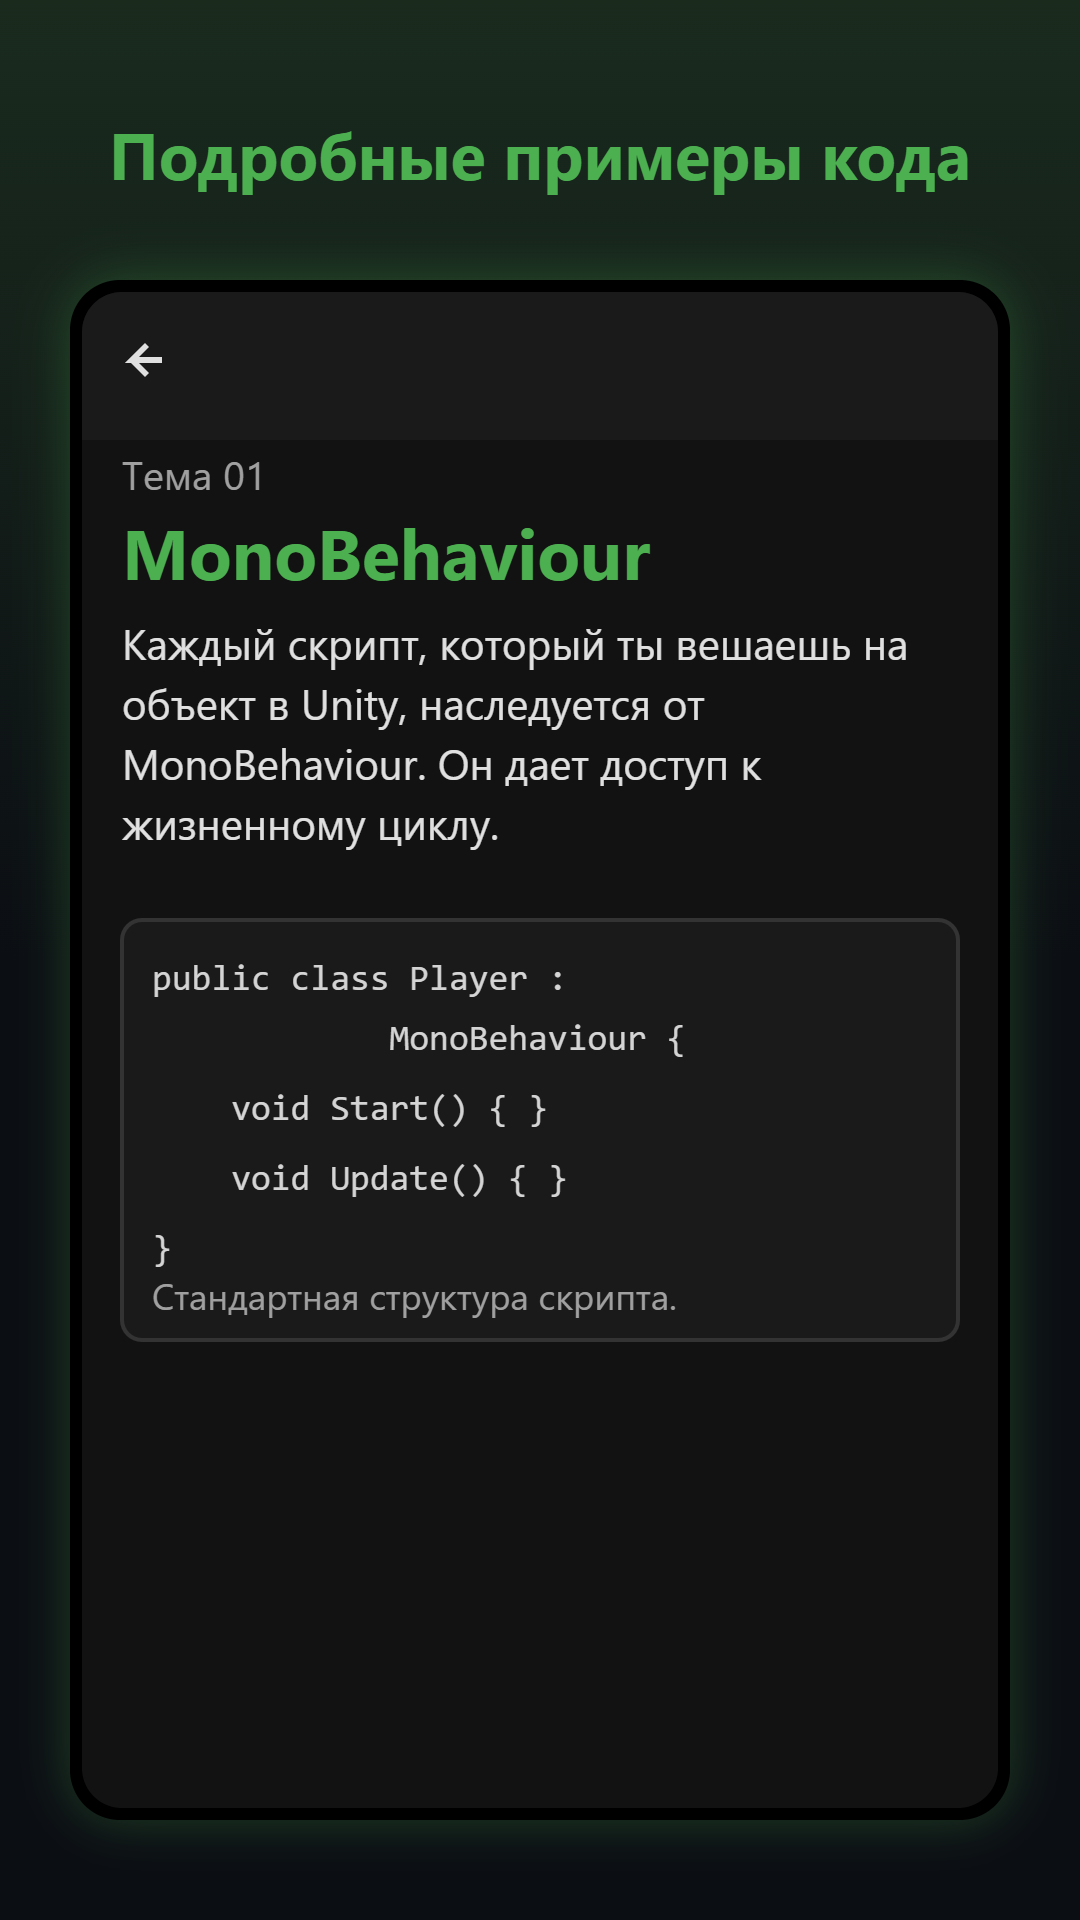 Подробные примеры кода
Тема 01
MonoBehaviour
Каждый скрипт, который ты вешаешь на
объект в Unity, наследуется от
MonoBehaviour. Он дает доступ к
жизненному циклу.
public class Player :
MonoBehaviour {
void Start() { }
void Update() { }
}
Стандартная структура скрипта.